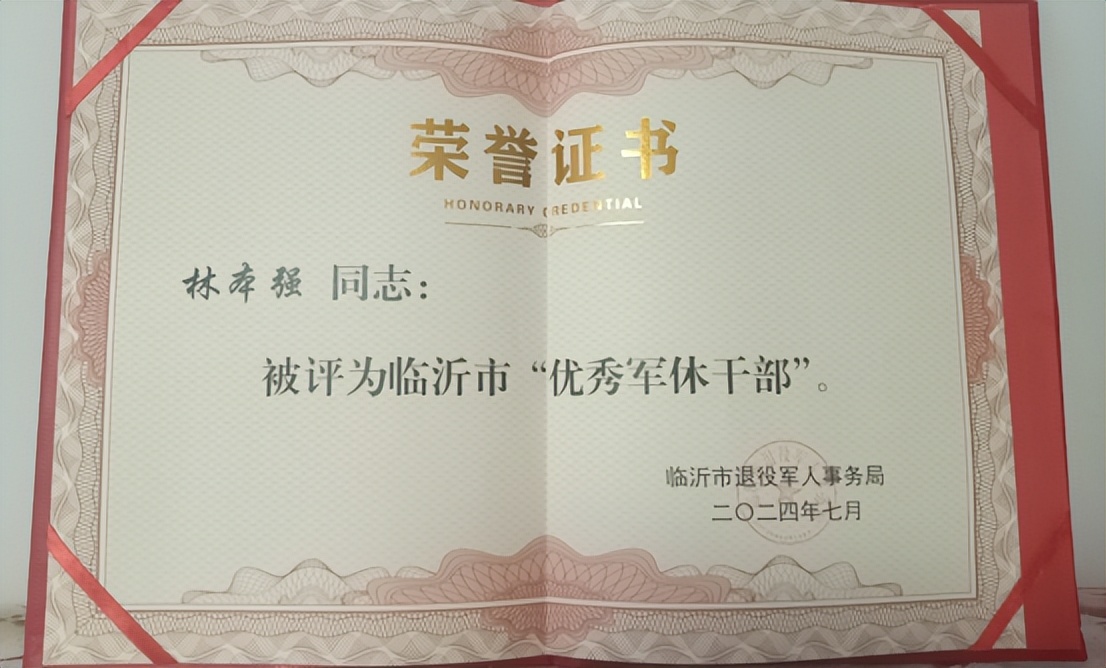 荣誉证书
HONORARY CREDENTIAL
林本强 同志：
被评为临沂市“优秀军休干部”。
临沂市退役军人事务局
二〇二四年七月